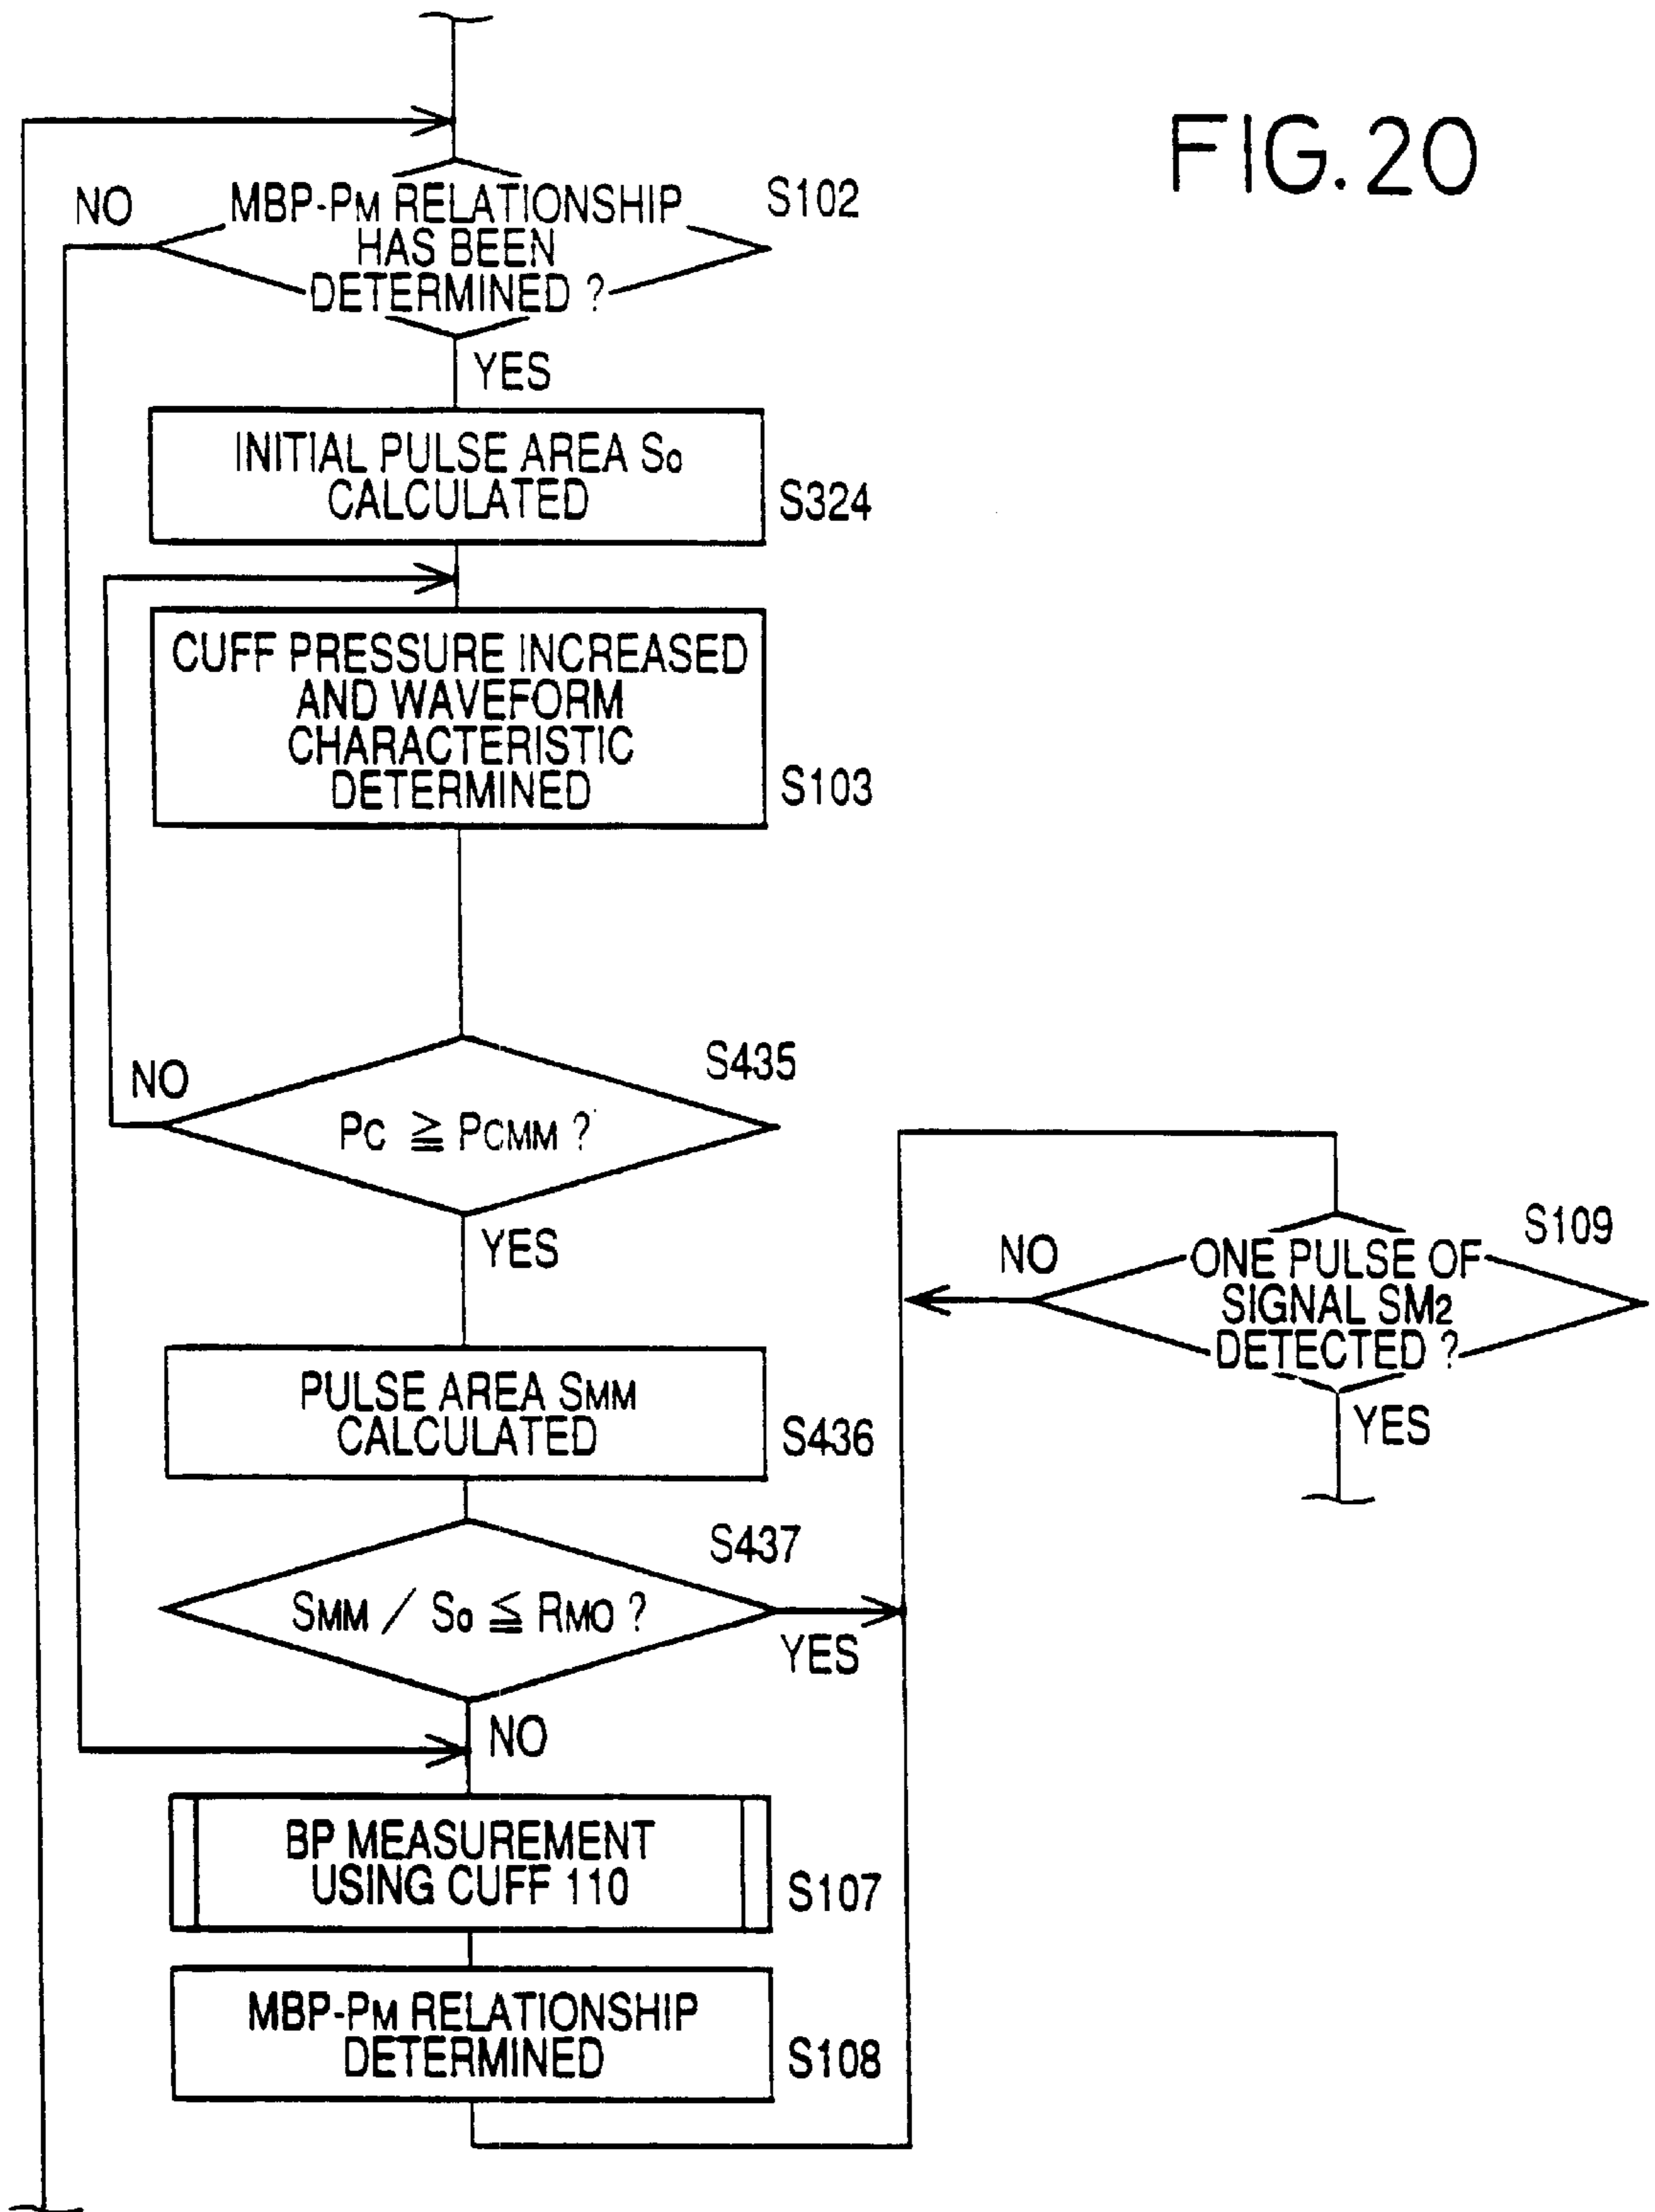 FIG. 20
NO
MBP-PM RELATIONSHIP
HAS BEEN
DETERMINED ?
S102
YES
INITIAL PULSE AREA S0
CALCULATED
S324
CUFF PRESSURE INCREASED
AND WAVEFORM
CHARACTERISTIC
DETERMINED
S103
NO
S435
PC ≧ PCMM ?
YES
PULSE AREA SMM
CALCULATED
S436
S437
SMM / S0 ≦ RMO ?
YES
NO
BP MEASUREMENT
USING CUFF 110
S107
MBP-PM RELATIONSHIP
DETERMINED
S108
NO
ONE PULSE OF
SIGNAL SM2
DETECTED ?
S109
YES